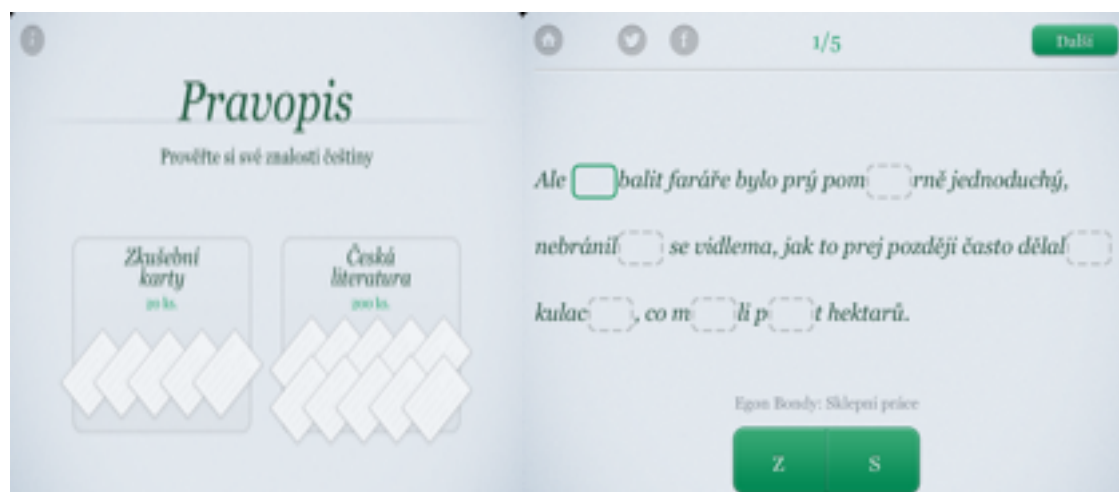 Pravopis
Prověřte si své znalosti češtiny
Zkušební
karty
20 ks.
Česká
literatura
200 ks.
1/5
Další
Ale balit faráře bylo prý pom rně jednoduchý,
nebránil se vidlema, jak to prej později často dělal
kulac , co m li p t hektarů.
Egon Bondy: Sklepní práce
Z S